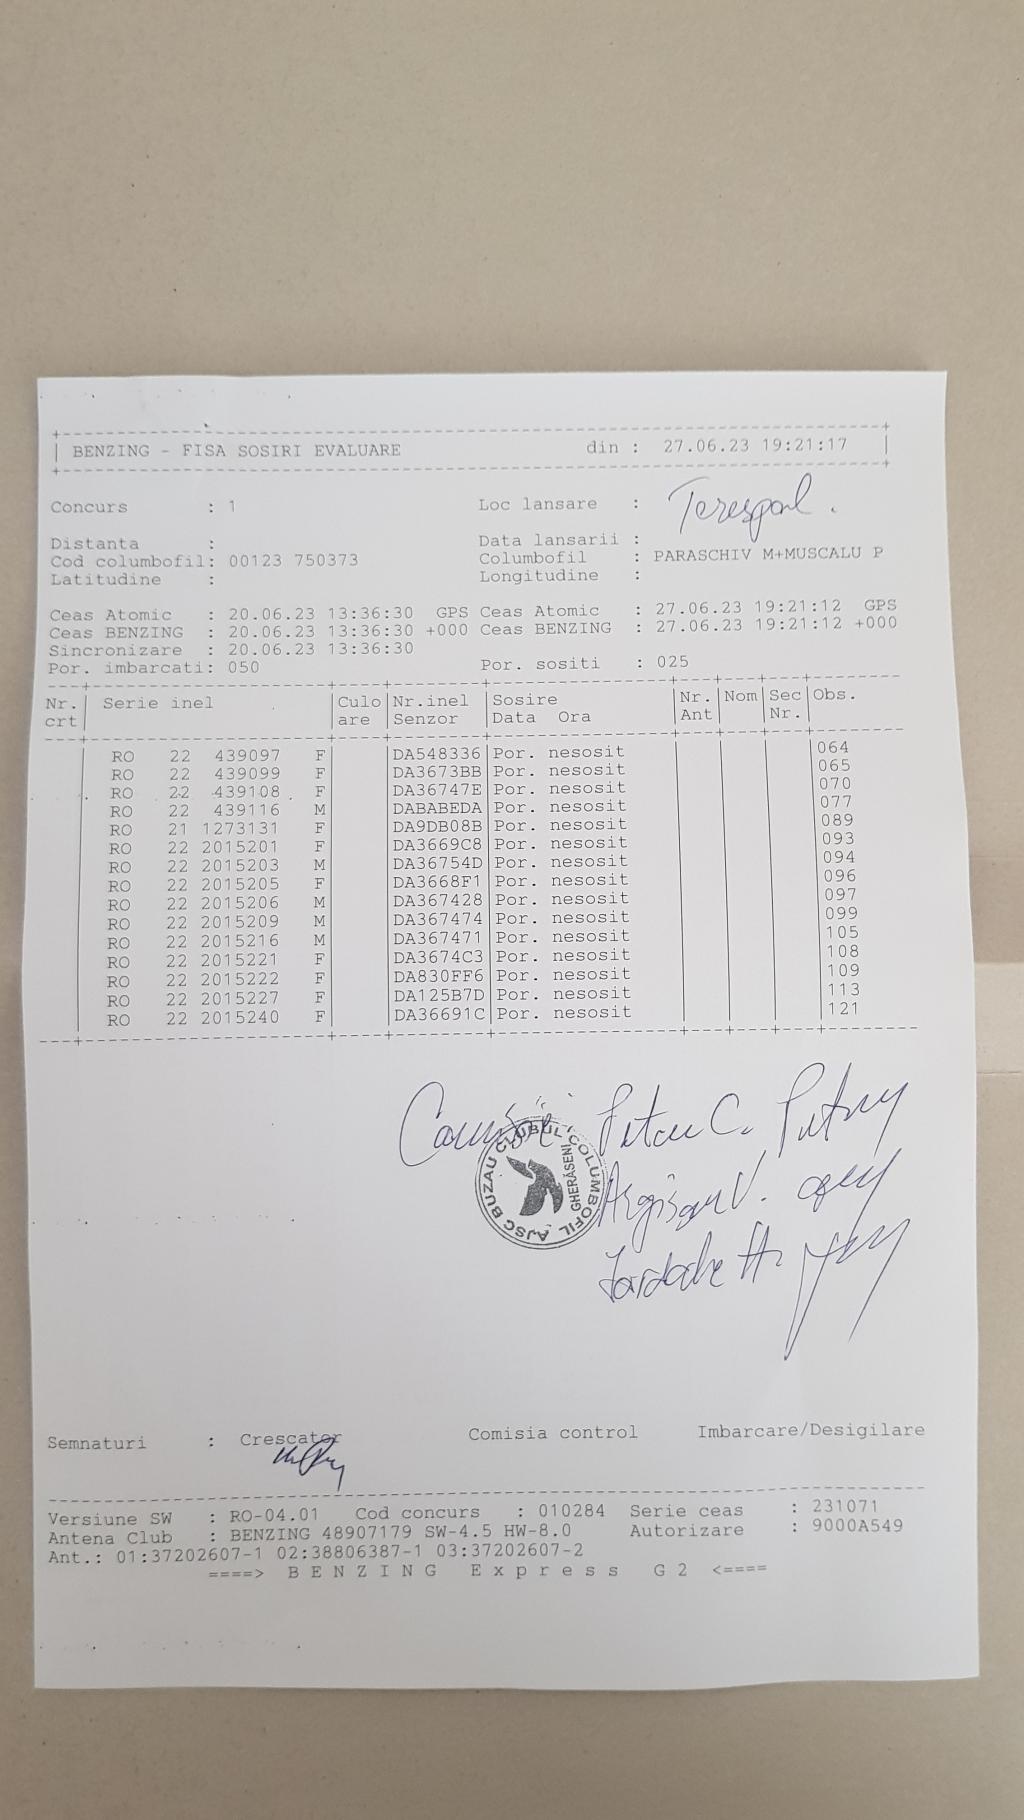 BENZING - FISA SOSIRI EVALUARE din : 27.06.23 19:21:17
Concurs : 1 Loc lansare : Terespol.
Distanta : Data lansarii :
Cod columbofil: 00123 750373 Columbofil : PARASCHIV M+MUSCALU P
Latitudine : Longitudine :
Ceas Atomic : 20.06.23 13:36:30 GPS Ceas Atomic : 27.06.23 19:21:12 GPS
Ceas BENZING : 20.06.23 13:36:30 +000 Ceas BENZING : 27.06.23 19:21:12 +000
Sincronizare : 20.06.23 13:36:30
Por. imbarcati: 050 Por. sositi : 025
Nr. Serie inel Culo Nr.inel Sosire Nr. Nom Sec Obs.
crt are Senzor Data Ora Ant Nr.
RO 22 439097 F DA548336 Por. nesosit 064
RO 22 439099 F DA3673BB Por. nesosit 065
RO 22 439108 F DA36747E Por. nesosit 070
RO 22 439116 M DABABEDA Por. nesosit 077
RO 21 1273131 F DA9DB08B Por. nesosit 089
RO 22 2015201 F DA3669C8 Por. nesosit 093
RO 22 2015203 M DA36754D Por. nesosit 094
RO 22 2015205 F DA3668F1 Por. nesosit 096
RO 22 2015206 M DA367428 Por. nesosit 097
RO 22 2015209 M DA367474 Por. nesosit 099
RO 22 2015216 M DA367471 Por. nesosit 105
RO 22 2015221 F DA3674C3 Por. nesosit 108
RO 22 2015222 F DA830FF6 Por. nesosit 109
RO 22 2015227 F DA125B7D Por. nesosit 113
RO 22 2015240 F DA36691C Por. nesosit 121
AJSC BUZAU CLUBUL COLUMBOFIL
GHERĂSENI
Semnaturi : Crescator Comisia control Imbarcare/Desigilare
Versiune SW : RO-04.01 Cod concurs : 010284 Serie ceas : 231071
Antena Club : BENZING 48907179 SW-4.5 HW-8.0 Autorizare : 9000A549
Ant.: 01:37202607-1 02:38806387-1 03:37202607-2
====> B E N Z I N G E x p r e s s G 2 <====